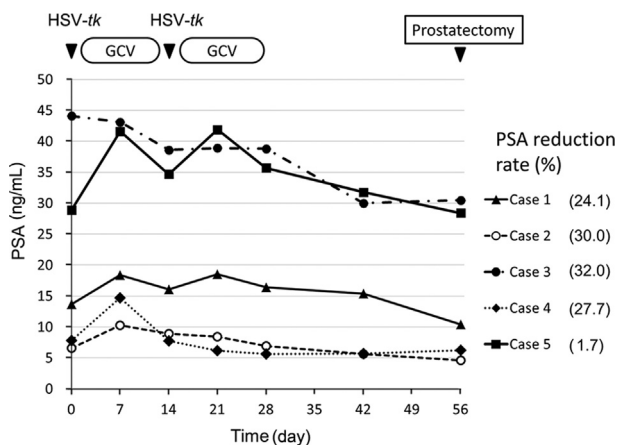 HSV-tk HSV-tk
GCV GCV Prostatectomy
50
45
40
35
30
25
20
15
10
5
0
PSA (ng/mL)
0 7 14 21 28 35 42 49 56
Time (day)
PSA reduction
rate (%)
Case 1 (24.1)
Case 2 (30.0)
Case 3 (32.0)
Case 4 (27.7)
Case 5 (1.7)